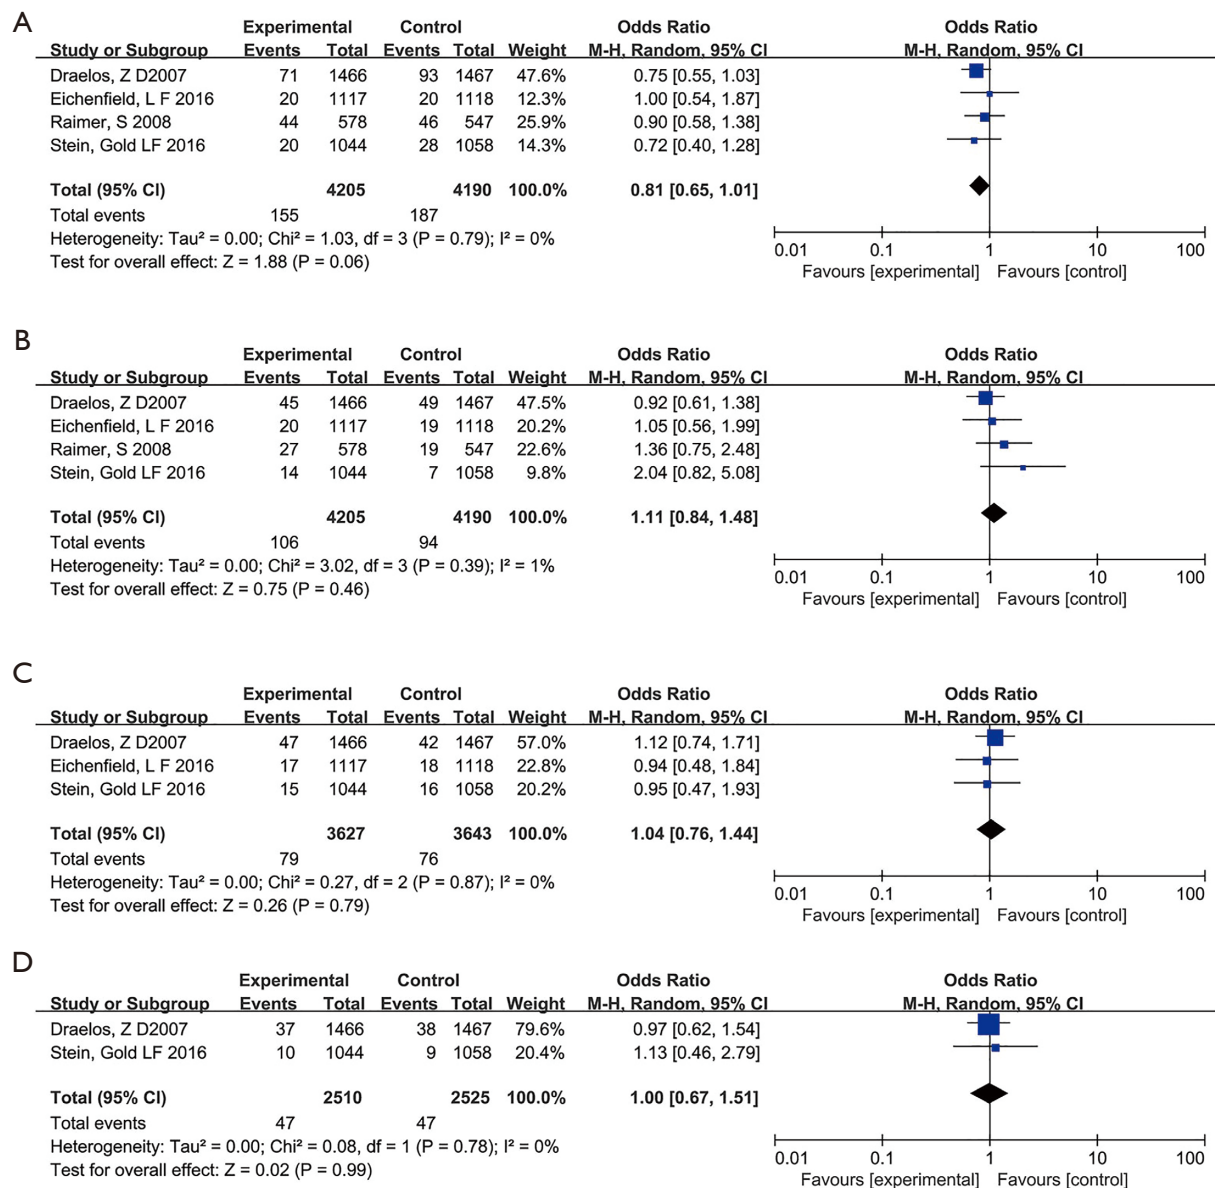 A
Experimental Control Odds Ratio Odds Ratio
Study or Subgroup Events Total Events Total Weight M-H, Random, 95% CI M-H, Random, 95% CI
Draelos, Z D2007 71 1466 93 1467 47.6% 0.75 [0.55, 1.03]
Eichenfield, L F 2016 20 1117 20 1118 12.3% 1.00 [0.54, 1.87]
Raimer, S 2008 44 578 46 547 25.9% 0.90 [0.58, 1.38]
Stein, Gold LF 2016 20 1044 28 1058 14.3% 0.72 [0.40, 1.28]
Total (95% CI) 4205 4190 100.0% 0.81 [0.65, 1.01]
Total events 155 187
Heterogeneity: Tau² = 0.00; Chi² = 1.03, df = 3 (P = 0.79); I² = 0%
Test for overall effect: Z = 1.88 (P = 0.06)
0.01 0.1 1 10 100
Favours [experimental] Favours [control]
B
Experimental Control Odds Ratio Odds Ratio
Study or Subgroup Events Total Events Total Weight M-H, Random, 95% CI M-H, Random, 95% CI
Draelos, Z D2007 45 1466 49 1467 47.5% 0.92 [0.61, 1.38]
Eichenfield, L F 2016 20 1117 19 1118 20.2% 1.05 [0.56, 1.99]
Raimer, S 2008 27 578 19 547 22.6% 1.36 [0.75, 2.48]
Stein, Gold LF 2016 14 1044 7 1058 9.8% 2.04 [0.82, 5.08]
Total (95% CI) 4205 4190 100.0% 1.11 [0.84, 1.48]
Total events 106 94
Heterogeneity: Tau² = 0.00; Chi² = 3.02, df = 3 (P = 0.39); I² = 1%
Test for overall effect: Z = 0.75 (P = 0.46)
0.01 0.1 1 10 100
Favours [experimental] Favours [control]
C
Experimental Control Odds Ratio Odds Ratio
Study or Subgroup Events Total Events Total Weight M-H, Random, 95% CI M-H, Random, 95% CI
Draelos, Z D2007 47 1466 42 1467 57.0% 1.12 [0.74, 1.71]
Eichenfield, L F 2016 17 1117 18 1118 22.8% 0.94 [0.48, 1.84]
Stein, Gold LF 2016 15 1044 16 1058 20.2% 0.95 [0.47, 1.93]
Total (95% CI) 3627 3643 100.0% 1.04 [0.76, 1.44]
Total events 79 76
Heterogeneity: Tau² = 0.00; Chi² = 0.27, df = 2 (P = 0.87); I² = 0%
Test for overall effect: Z = 0.26 (P = 0.79)
0.01 0.1 1 10 100
Favours [experimental] Favours [control]
D
Experimental Control Odds Ratio Odds Ratio
Study or Subgroup Events Total Events Total Weight M-H, Random, 95% CI M-H, Random, 95% CI
Draelos, Z D2007 37 1466 38 1467 79.6% 0.97 [0.62, 1.54]
Stein, Gold LF 2016 10 1044 9 1058 20.4% 1.13 [0.46, 2.79]
Total (95% CI) 2510 2525 100.0% 1.00 [0.67, 1.51]
Total events 47 47
Heterogeneity: Tau² = 0.00; Chi² = 0.08, df = 1 (P = 0.78); I² = 0%
Test for overall effect: Z = 0.02 (P = 0.99)
0.01 0.1 1 10 100
Favours [experimental] Favours [control]